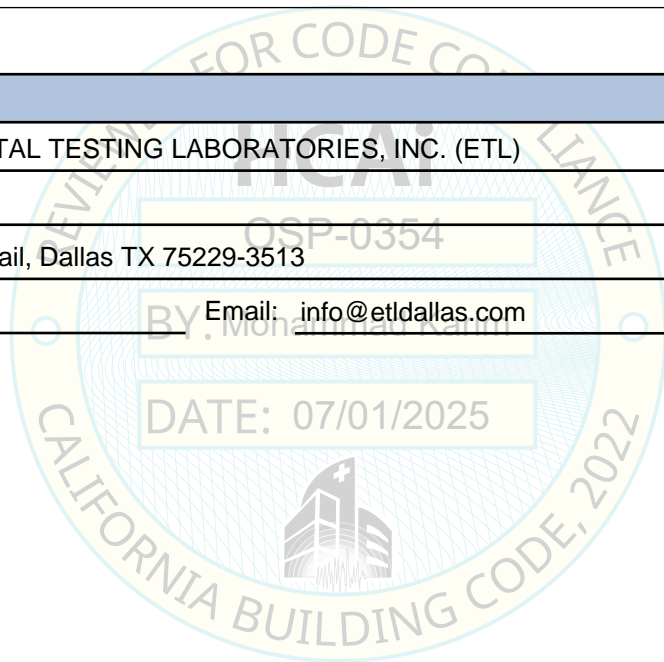 TAL TESTING LABORATORIES, INC. (ETL)
ail, Dallas TX 75229-3513
Email: info@etldallas.com
REVIEWED FOR CODE COMPLIANCE
HCAi
OSP-0354
BY: Mohammad Karim
DATE: 07/01/2025
CALIFORNIA BUILDING CODE, 2022